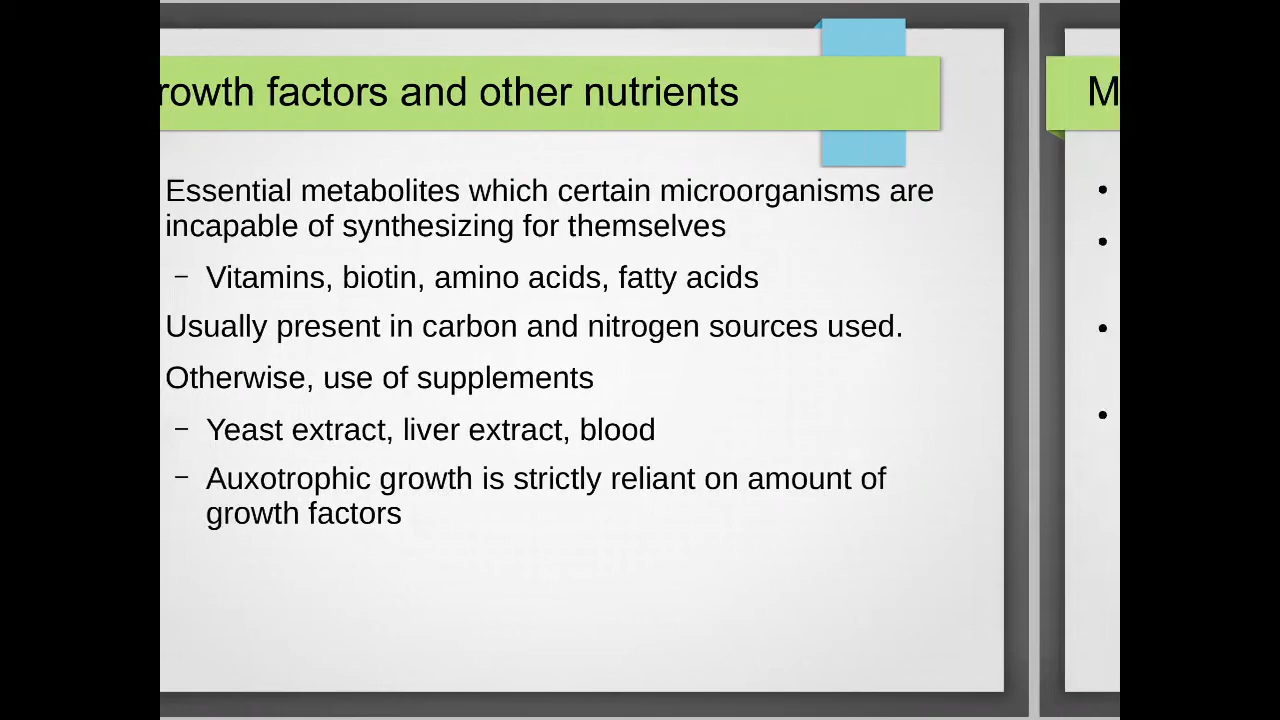 rowth factors and other nutrients
M
Essential metabolites which certain microorganisms are
incapable of synthesizing for themselves
– Vitamins, biotin, amino acids, fatty acids
Usually present in carbon and nitrogen sources used.
Otherwise, use of supplements
– Yeast extract, liver extract, blood
– Auxotrophic growth is strictly reliant on amount of
growth factors